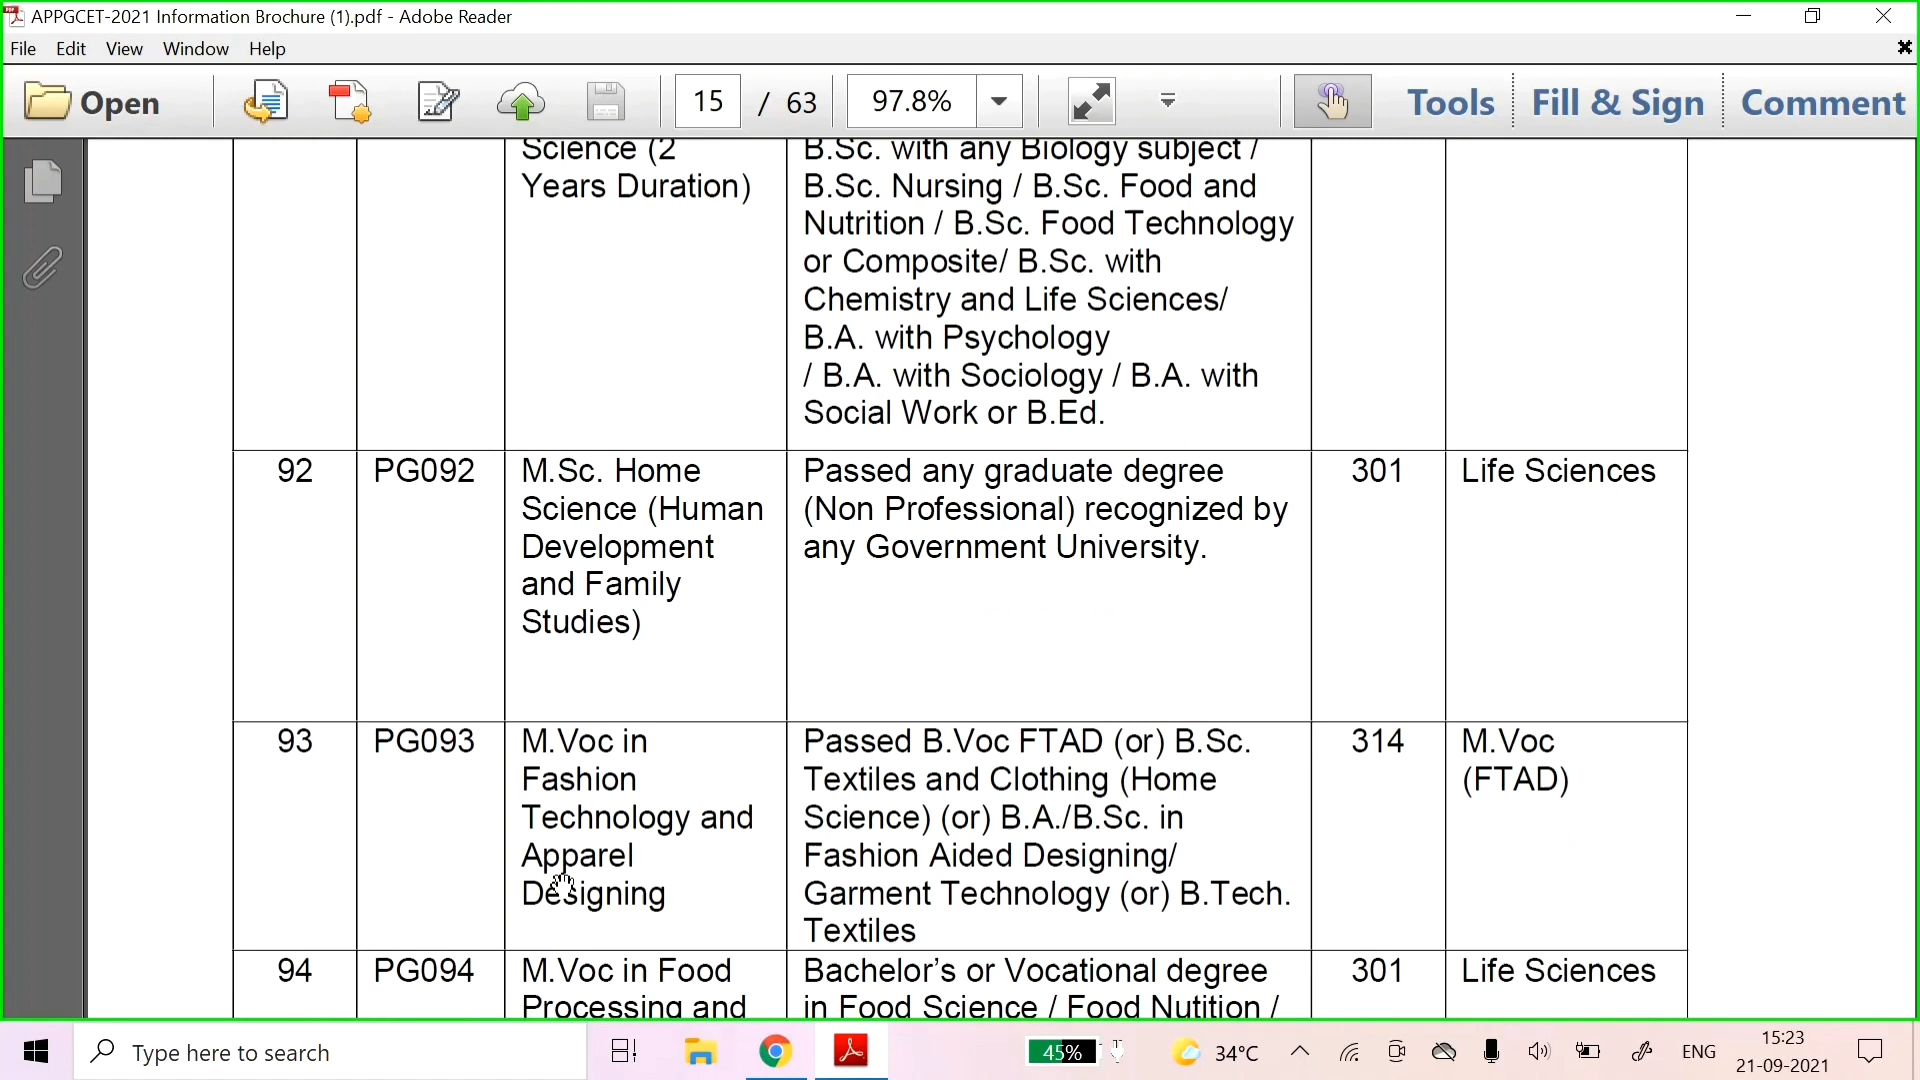 APPGCET-2021 Information Brochure (1).pdf - Adobe Reader
File Edit View Window Help
Open 15 / 63 97.8% Tools Fill & Sign Comment
Science (2
Years Duration)
B.Sc. with any Biology subject /
B.Sc. Nursing / B.Sc. Food and
Nutrition / B.Sc. Food Technology
or Composite/ B.Sc. with
Chemistry and Life Sciences/
B.A. with Psychology
/ B.A. with Sociology / B.A. with
Social Work or B.Ed.
92
PG092
M.Sc. Home
Science (Human
Development
and Family
Studies)
Passed any graduate degree
(Non Professional) recognized by
any Government University.
301
Life Sciences
93
PG093
M.Voc in
Fashion
Technology and
Apparel
Designing
Passed B.Voc FTAD (or) B.Sc.
Textiles and Clothing (Home
Science) (or) B.A./B.Sc. in
Fashion Aided Designing/
Garment Technology (or) B.Tech.
Textiles
314
M.Voc
(FTAD)
94
PG094
M.Voc in Food
Processing and
Bachelor's or Vocational degree
in Food Science / Food Nutition /
301
Life Sciences
Type here to search
45%
34°C
ENG
15:23
21-09-2021